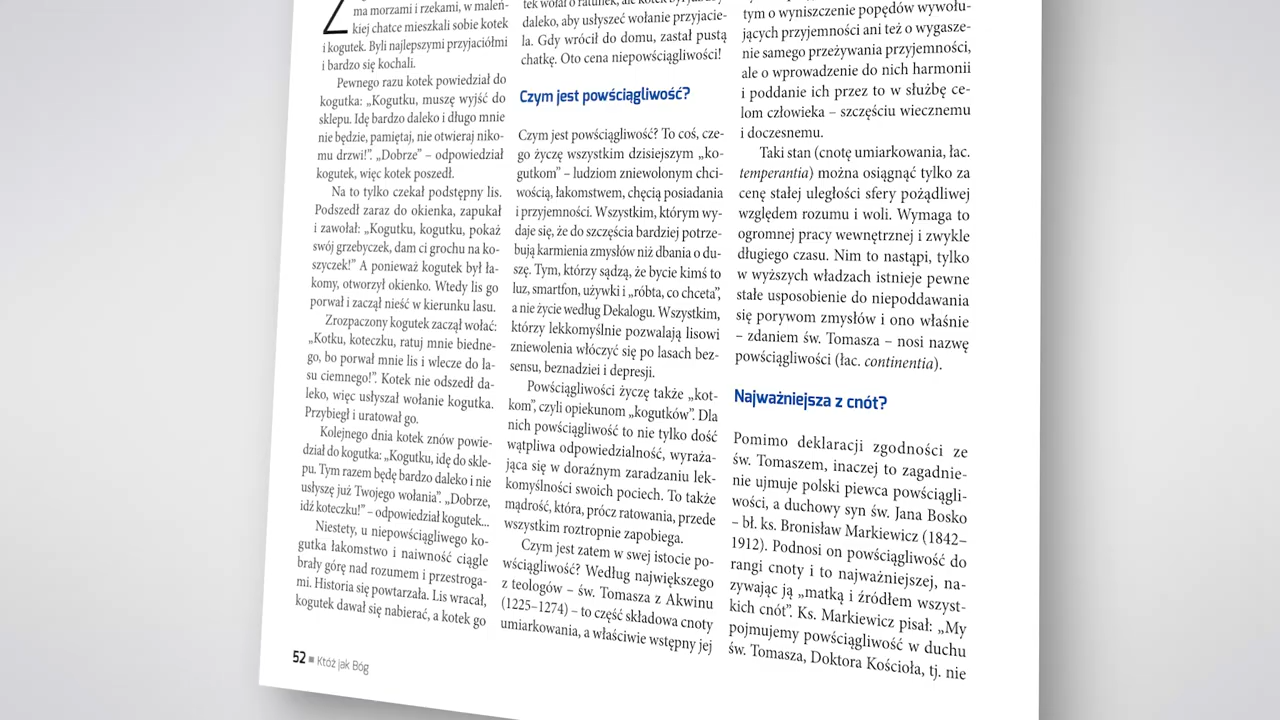 Z
ma morzami i rzekami, w maleń-
kiej chatce mieszkali sobie kotek
i kogutek. Byli najlepszymi przyjaciółmi
i bardzo się kochali.
Pewnego razu kotek powiedział do
kogutka: „Kogutku, muszę wyjść do
sklepu. Idę bardzo daleko i długo mnie
nie będzie, pamiętaj, nie otwieraj niko-
mu drzwi!”. „Dobrze” – odpowiedział
kogutek, więc kotek poszedł.
Na to tylko czekał podstępny lis.
Podszedł zaraz do okienka, zapukał
i zawołał: „Kogutku, kogutku, pokaż
swój grzebyczek, dam ci grochu na ko-
szyczek!” A ponieważ kogutek był ła-
komy, otworzył okienko. Wtedy lis go
porwał i zaczął nieść w kierunku lasu.
Zrozpaczony kogutek zaczął wołać:
„Kotku, koteczku, ratuj mnie biedne-
go, bo porwał mnie lis i wlecze do la-
su ciemnego!”. Kotek nie odszedł da-
leko, więc usłyszał wołanie kogutka.
Przybiegł i uratował go.
Kolejnego dnia kotek znów powie-
dział do kogutka: „Kogutku, idę do skle-
pu. Tym razem będę bardzo daleko i nie
usłyszę już Twojego wołania”. „Dobrze,
idź koteczku!” – odpowiedział kogutek...
Niestety, u niepowściągliwego ko-
gutka łakomstwo i naiwność ciągle
brały górę nad rozumem i przestroga-
mi. Historia się powtarzała. Lis wracał,
kogutek dawał się nabierać, a kotek go
tek wołał o ratunek, ale kotek był zbyt
daleko, aby usłyszeć wołanie przyjacie-
la. Gdy wrócił do domu, zastał pustą
chatkę. Oto cena niepowściągliwości!
Czym jest powściągliwość?
Czym jest powściągliwość? To coś, cze-
go życzę wszystkim dzisiejszym „ko-
gutkom” – ludziom zniewolonym chci-
wością, łakomstwem, chęcią posiadania
i przyjemności. Wszystkim, którym wy-
daje się, że do szczęścia bardziej potrze-
bują karmienia zmysłów niż dbania o du-
szę. Tym, którzy sądzą, że bycie kimś to
luz, smartfon, używki i „róbta, co chceta”,
a nie życie według Dekalogu. Wszystkim,
którzy lekkomyślnie pozwalają lisowi
zniewolenia włóczyć się po lasach bez-
sensu, beznadziei i depresji.
Powściągliwości życzę także „kot-
kom”, czyli opiekunom „kogutków”. Dla
nich powściągliwość to nie tylko dość
wątpliwa odpowiedzialność, wyraża-
jąca się w doraźnym zaradzaniu lek-
komyślności swoich pociech. To także
mądrość, która, prócz ratowania, przede
wszystkim roztropnie zapobiega.
Czym jest zatem w swej istocie po-
wściągliwość? Według największego
z teologów – św. Tomasza z Akwinu
(1225–1274) – to część składowa cnoty
umiarkowania, a właściwie wstępny jej
tym o wyniszczenie popędów wywołu-
jących przyjemności ani też o wygasze-
nie samego przeżywania przyjemności,
ale o wprowadzenie do nich harmonii
i poddanie ich przez to w służbę ce-
lom człowieka – szczęściu wiecznemu
i doczesnemu.
Taki stan (cnotę umiarkowania, łac.
temperantia) można osiągnąć tylko za
cenę stałej uległości sfery pożądliwej
względem rozumu i woli. Wymaga to
ogromnej pracy wewnętrznej i zwykle
długiego czasu. Nim to nastąpi, tylko
w wyższych władzach istnieje pewne
stałe usposobienie do niepoddawania
się porywom zmysłów i ono właśnie
– zdaniem św. Tomasza – nosi nazwę
powściągliwości (łac. continentia).
Najważniejsza z cnót?
Pomimo deklaracji zgodności ze
św. Tomaszem, inaczej to zagadnie-
nie ujmuje polski piewca powściągli-
wości, a duchowy syn św. Jana Bosko
– bł. ks. Bronisław Markiewicz (1842–
1912). Podnosi on powściągliwość do
rangi cnoty i to najważniejszej, na-
zywając ją „matką i źródłem wszyst-
kich cnót”. Ks. Markiewicz pisał: „My
pojmujemy powściągliwość w duchu
św. Tomasza, Doktora Kościoła, tj. nie
52 ■ Któż jak Bóg